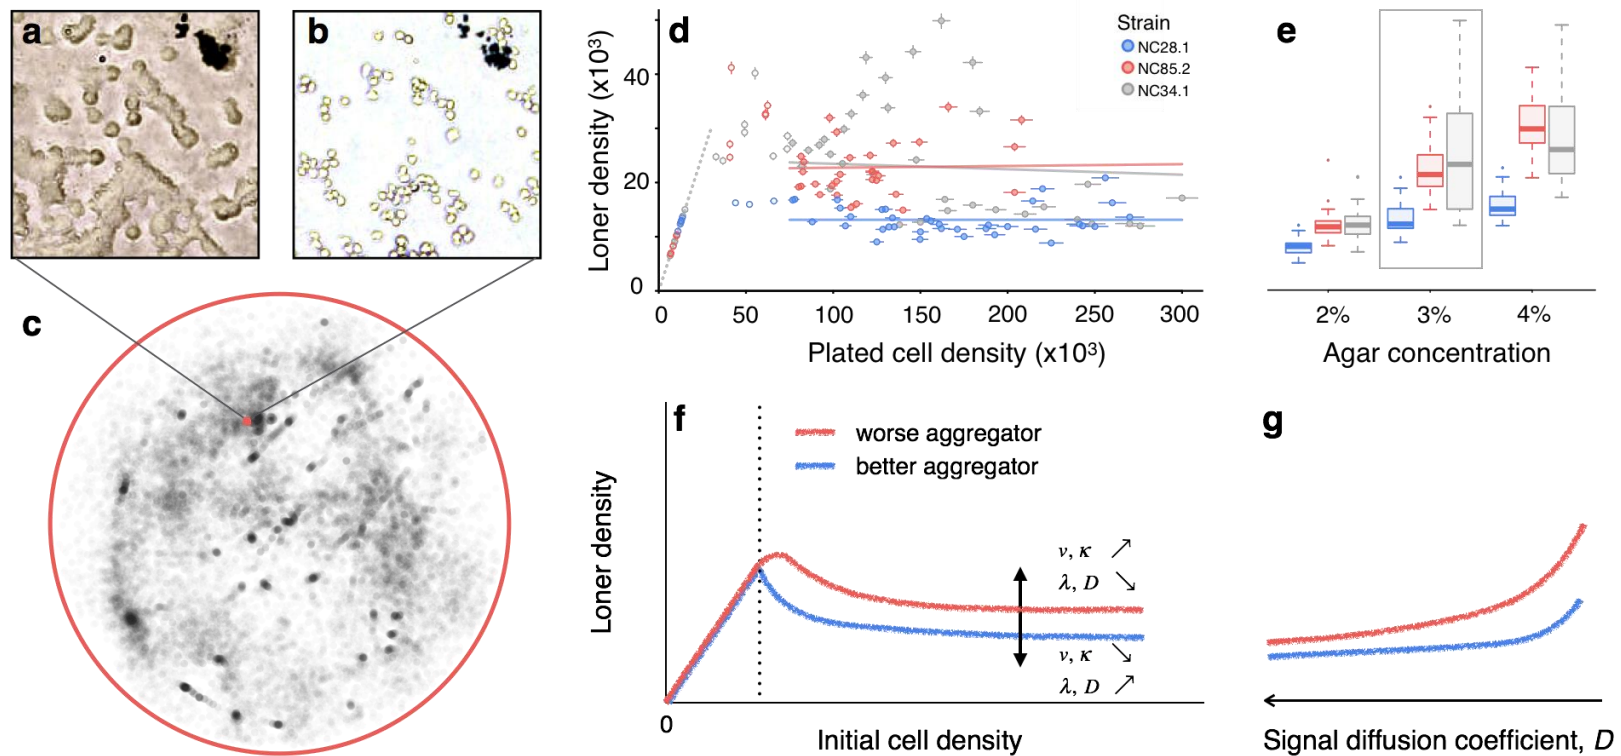 a
b
c
d
Loner density (x10³)
40
20
0
0
50
100
150
200
250
300
Plated cell density (x10³)
Strain
NC28.1
NC85.2
NC34.1
e
2%
3%
4%
Agar concentration
f
worse aggregator
better aggregator
Loner density
v, κ ↗
λ, D ↘
v, κ ↘
λ, D ↗
0
Initial cell density
g
Signal diffusion coefficient, D